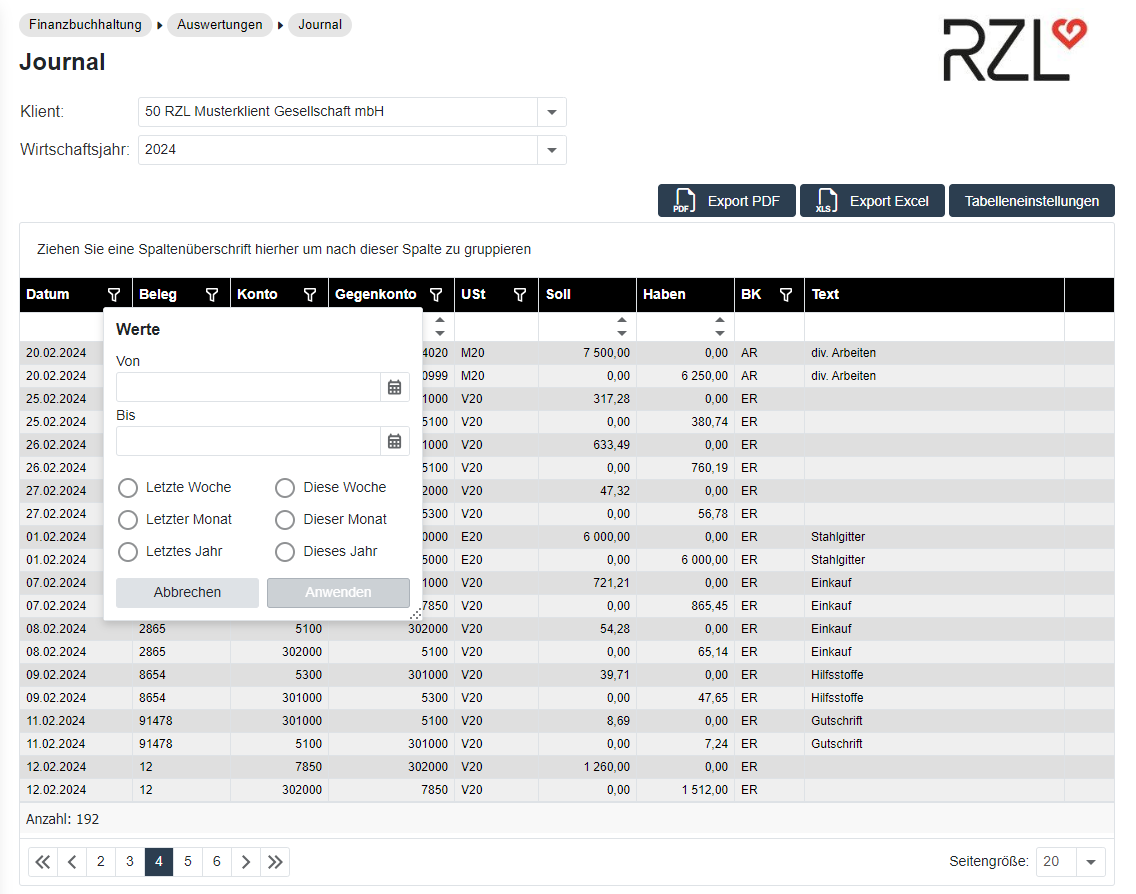 Finanzbuchhaltung Auswertungen Journal
RZL
Journal
Klient: 50 RZL Musterklient Gesellschaft mbH
Wirtschaftsjahr: 2024
PDF Export PDF XLS Export Excel Tabelleneinstellungen
Ziehen Sie eine Spaltenüberschrift hierher um nach dieser Spalte zu gruppieren
Datum Beleg Konto Gegenkonto USt Soll Haben BK Text
Werte
Von
Bis
Letzte Woche Diese Woche
Letzter Monat Dieser Monat
Letztes Jahr Dieses Jahr
Abbrechen Anwenden
20.02.2024 4020 M20 7 500,00 0,00 AR div. Arbeiten
20.02.2024 0999 M20 0,00 6 250,00 AR div. Arbeiten
25.02.2024 1000 V20 317,28 0,00 ER
25.02.2024 5100 V20 0,00 380,74 ER
26.02.2024 1000 V20 633,49 0,00 ER
26.02.2024 5100 V20 0,00 760,19 ER
27.02.2024 2000 V20 47,32 0,00 ER
27.02.2024 5300 V20 0,00 56,78 ER
01.02.2024 0000 E20 6 000,00 0,00 ER Stahlgitter
01.02.2024 5000 E20 0,00 6 000,00 ER Stahlgitter
07.02.2024 1000 V20 721,21 0,00 ER Einkauf
07.02.2024 7850 V20 0,00 865,45 ER Einkauf
08.02.2024 2865 5100 302000 V20 54,28 0,00 ER Einkauf
08.02.2024 2865 302000 5100 V20 0,00 65,14 ER Einkauf
09.02.2024 8654 5300 301000 V20 39,71 0,00 ER Hilfsstoffe
09.02.2024 8654 301000 5300 V20 0,00 47,65 ER Hilfsstoffe
11.02.2024 91478 301000 5100 V20 8,69 0,00 ER Gutschrift
11.02.2024 91478 5100 301000 V20 0,00 7,24 ER Gutschrift
12.02.2024 12 7850 302000 V20 1 260,00 0,00 ER
12.02.2024 12 302000 7850 V20 0,00 1 512,00 ER
Anzahl: 192
2 3 4 5 6 Seitengröße: 20